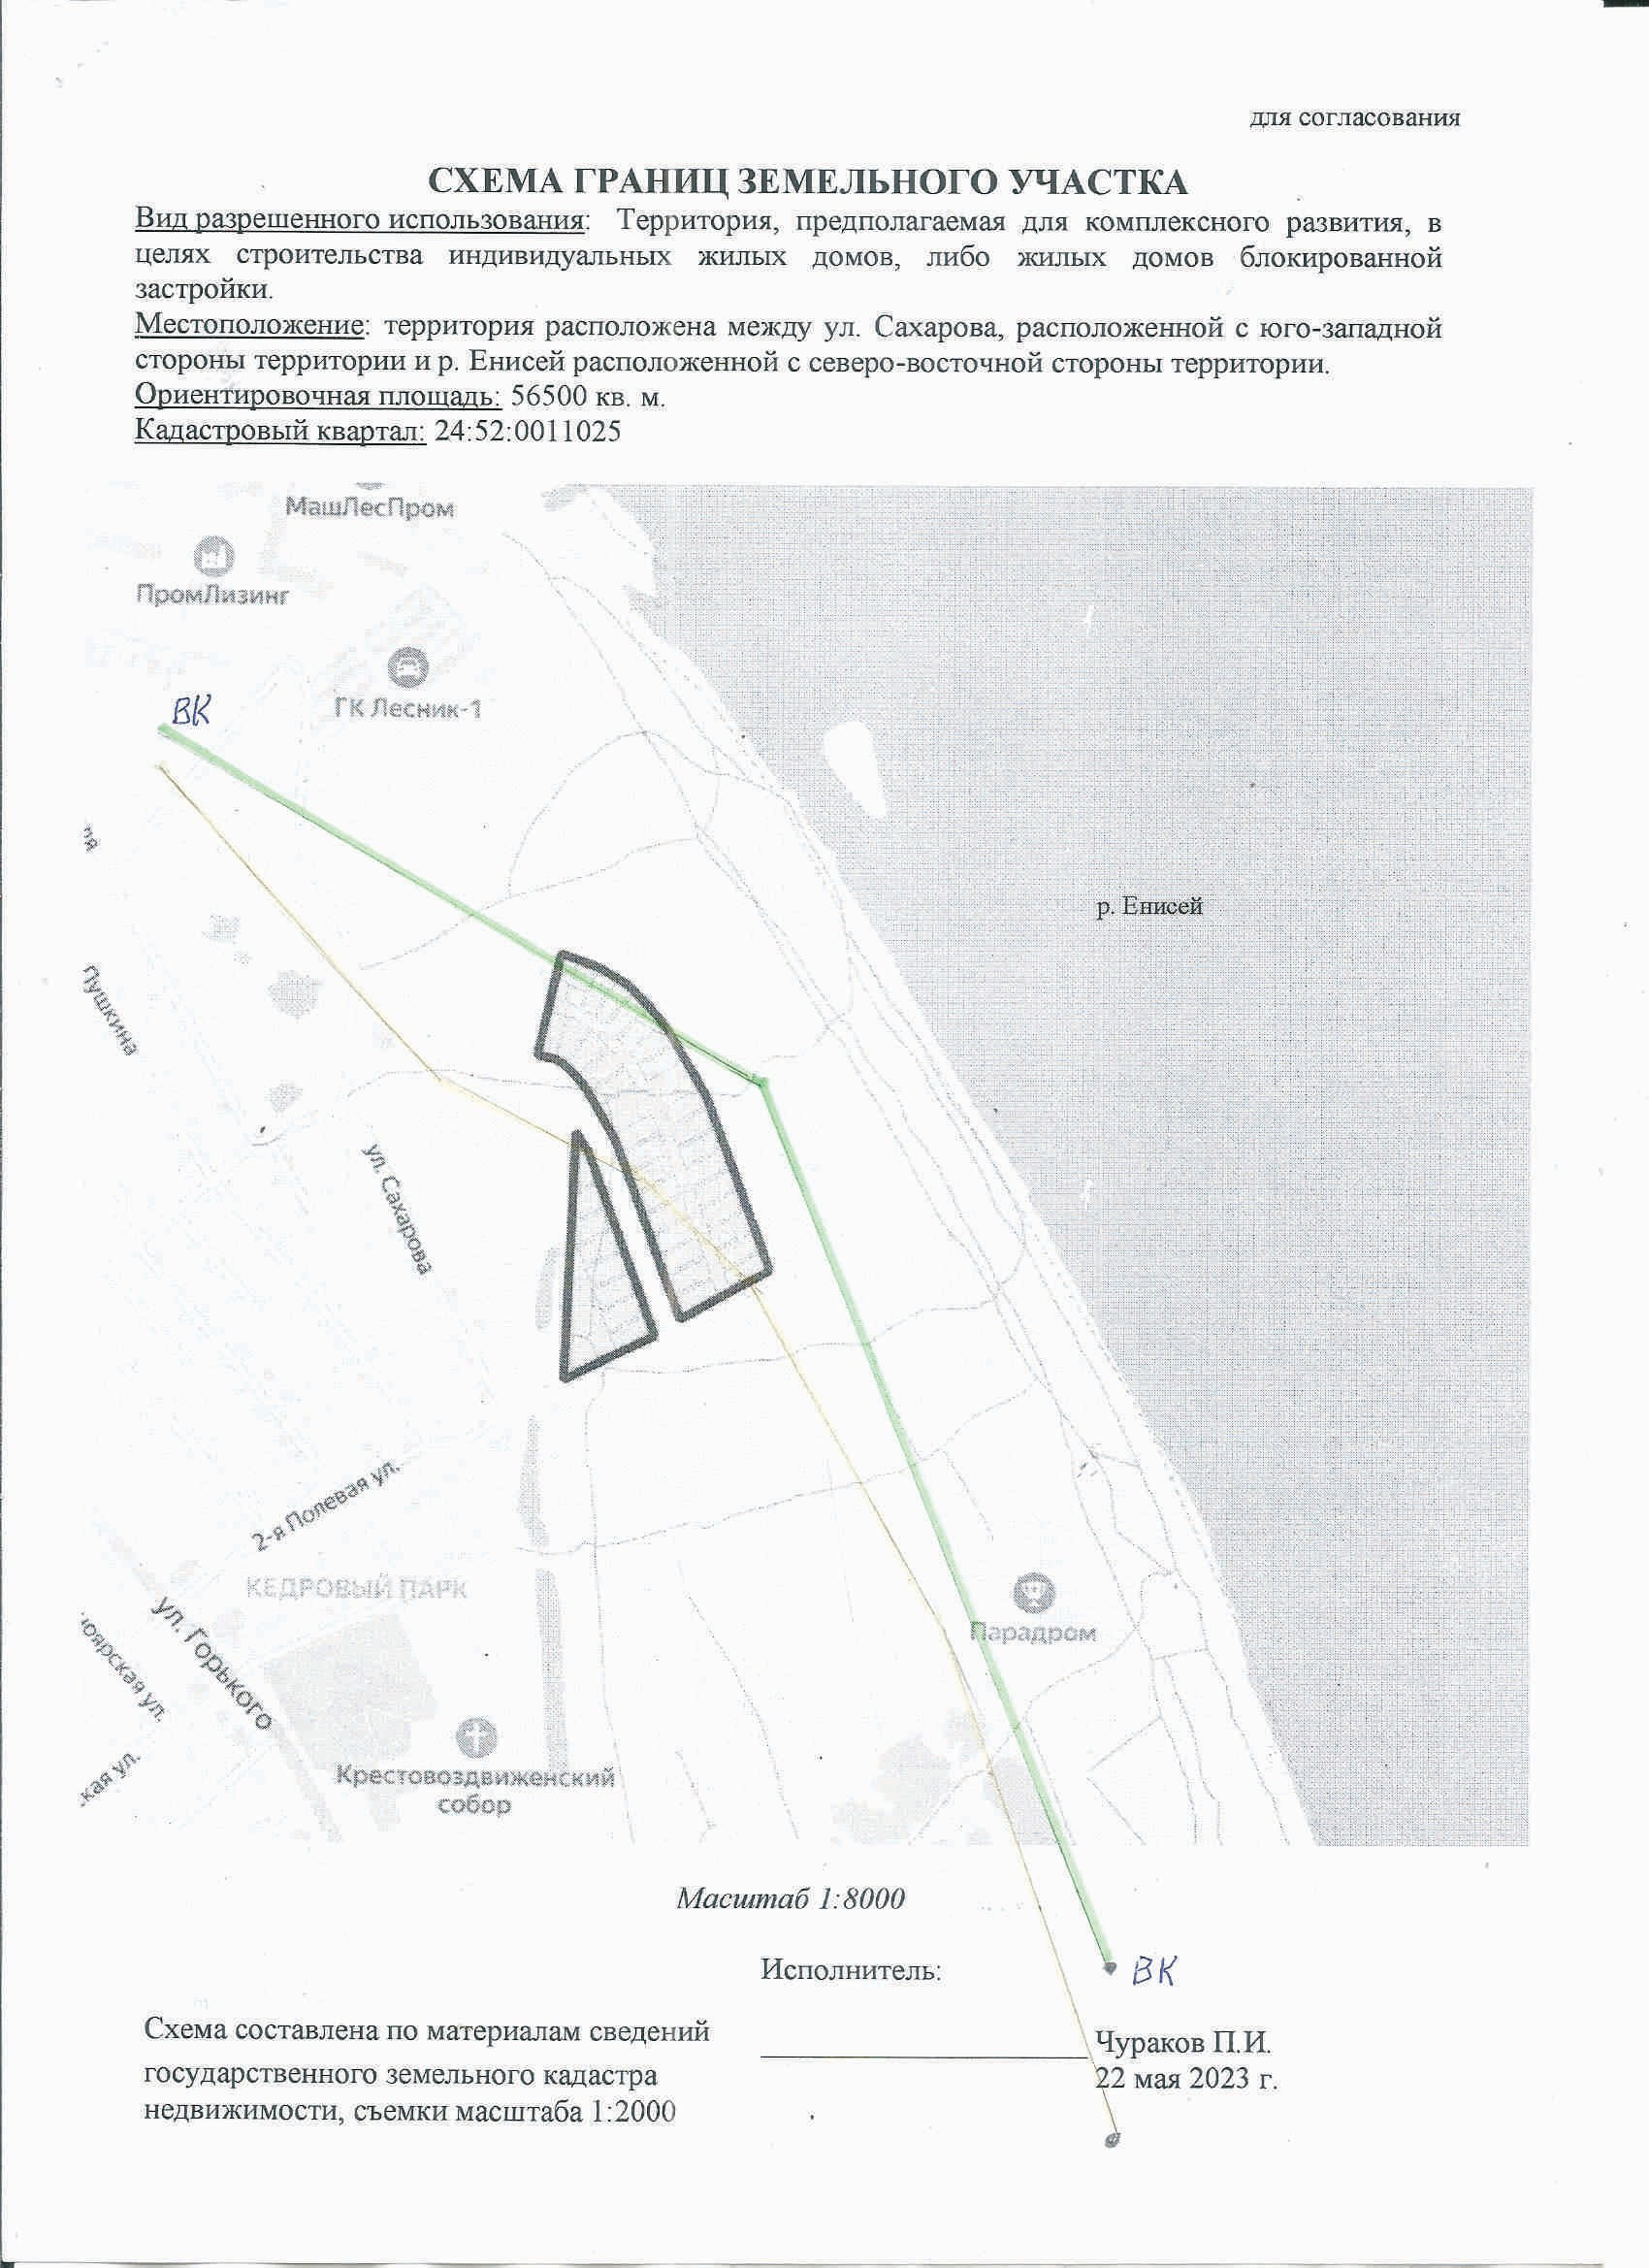 для согласования
СХЕМА ГРАНИЦ ЗЕМЕЛЬНОГО УЧАСТКА
Вид разрешенного использования: Территория, предполагаемая для комплексного развития, в
целях строительства индивидуальных жилых домов, либо жилых домов блокированной
застройки.
Местоположение: территория расположена между ул. Сахарова, расположенной с юго-западной
стороны территории и р. Енисей расположенной с северо-восточной стороны территории.
Ориентировочная площадь: 56500 кв. м.
Кадастровый квартал: 24:52:0011025
МашЛесПром
ПромЛизинг
ГК Лесник-1
ВК
р. Енисей
Пушкина
ул. Сахарова
2-я Полевая ул.
КЕДРОВЫЙ ПАРК
ул. Горького
ноярская ул.
кая ул.
Парадром
Крестовоздвиженский
собор
Масштаб 1:8000
Исполнитель:
ВК
Схема составлена по материалам сведений
государственного земельного кадастра
недвижимости, съемки масштаба 1:2000
Чураков П.И.
22 мая 2023 г.